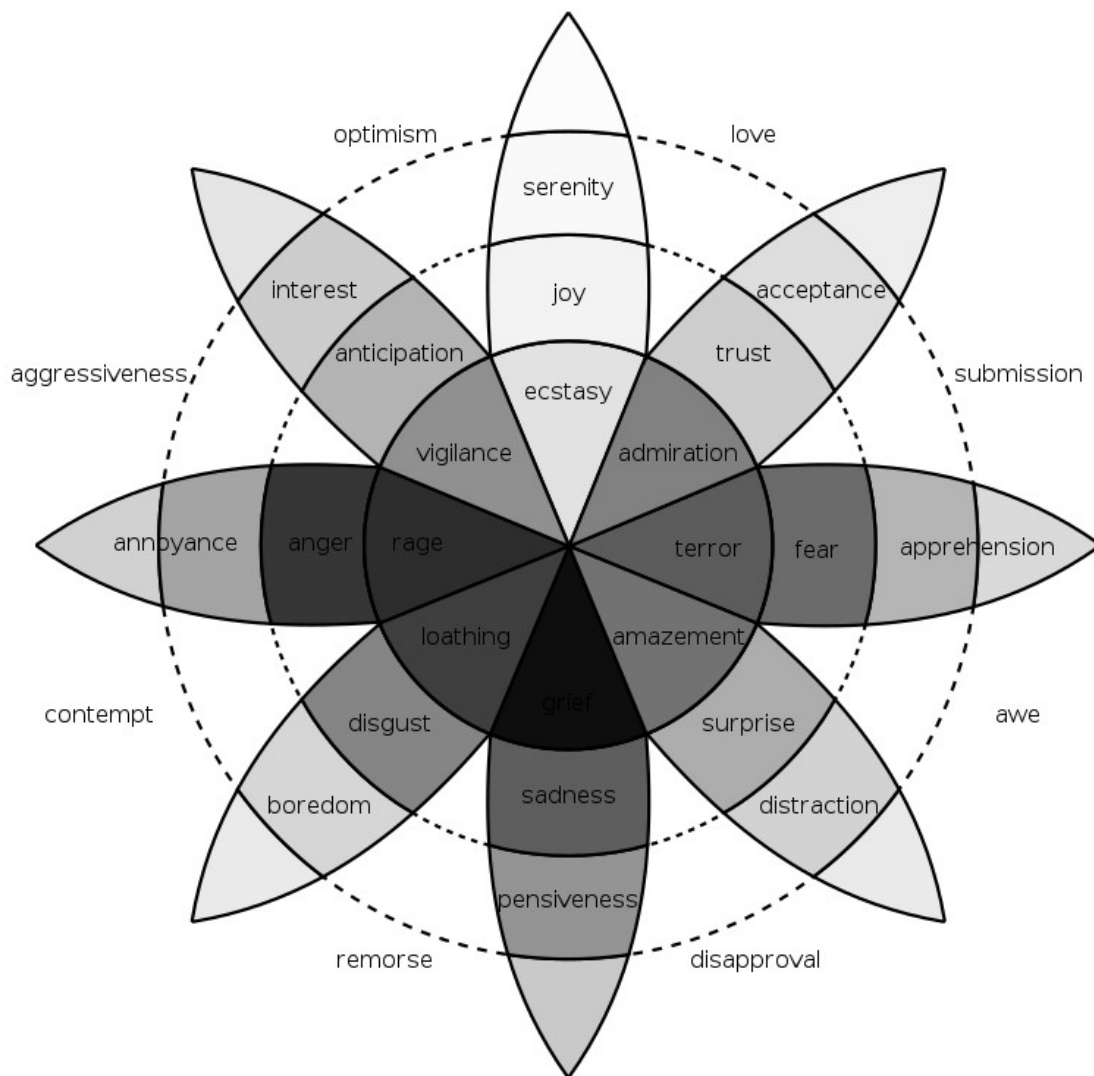 optimism
love
serenity
interest
joy
acceptance
anticipation
trust
aggressiveness
submission
ecstasy
vigilance
admiration
annoyance
anger
rage
terror
fear
apprehension
loathing
amazement
contempt
grief
awe
disgust
surprise
boredom
sadness
distraction
pensiveness
remorse
disapproval